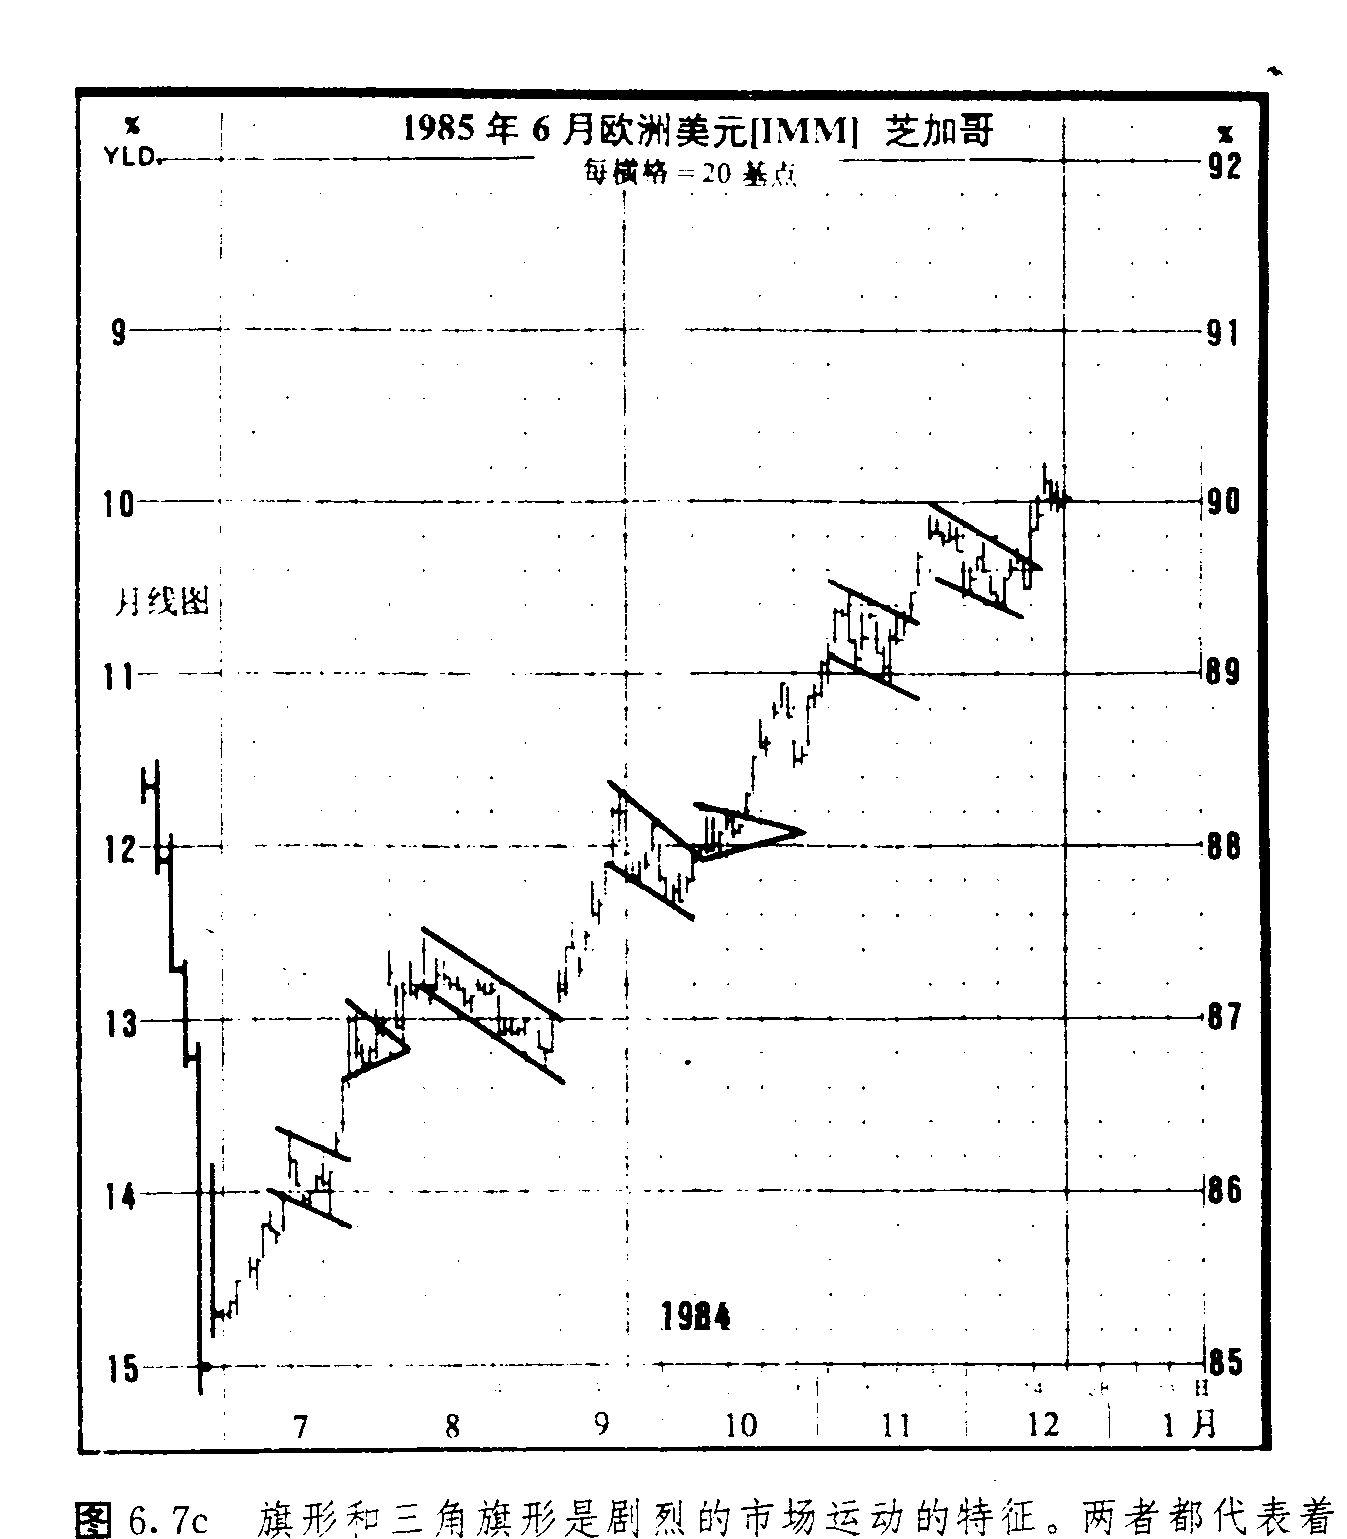 % 1985 年 6 月欧洲美元[IMM] 芝加哥 %
YLD. 92
每横格 = 20 基点
9 91
10 90
月线图
11 89
12 88
13 87
14 86
1984
15 85
日
7 8 9 10 11 12 1 月
图 6.7c 旗形和三角旗形是剧烈的市场运动的特征。两者都代表着